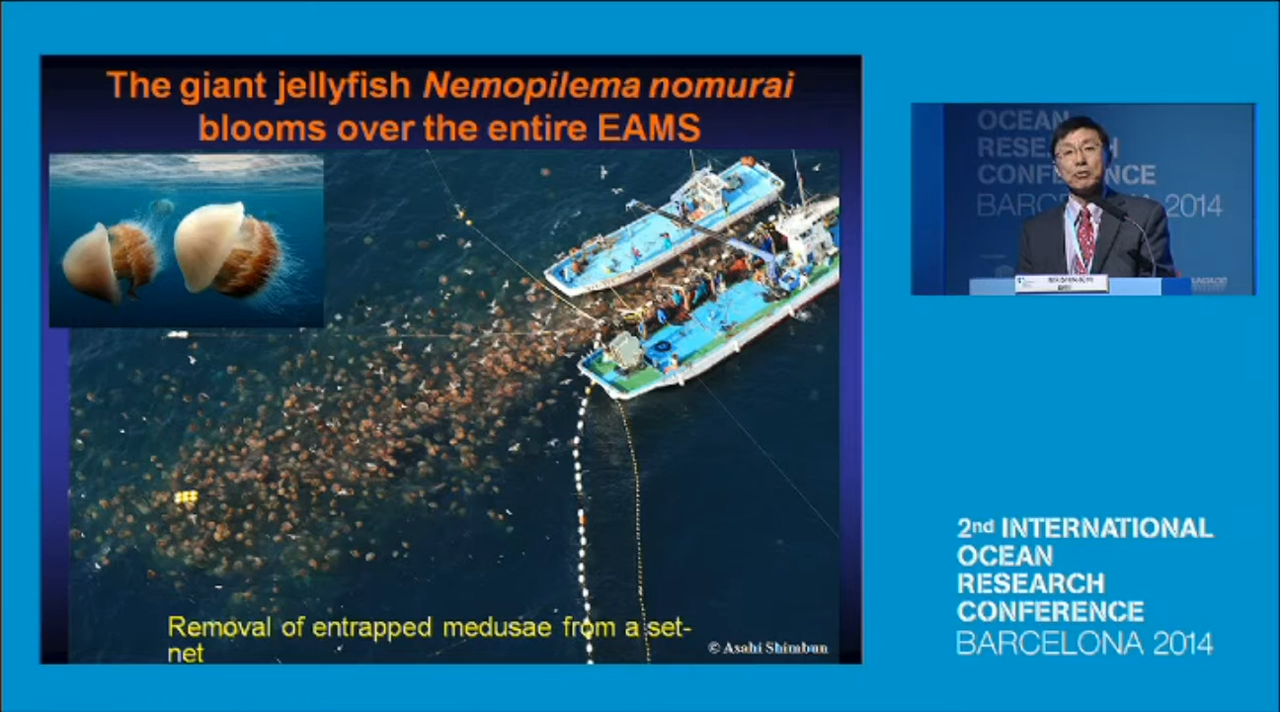 The giant jellyfish Nemopilema nomurai
blooms over the entire EAMS
Removal of entrapped medusae from a set-
net
© Asahi Shimbun
OCEAN
RESEARCH
CONFERENCE
BARCELONA 2014
2nd INTERNATIONAL
OCEAN
RESEARCH
CONFERENCE
BARCELONA 2014